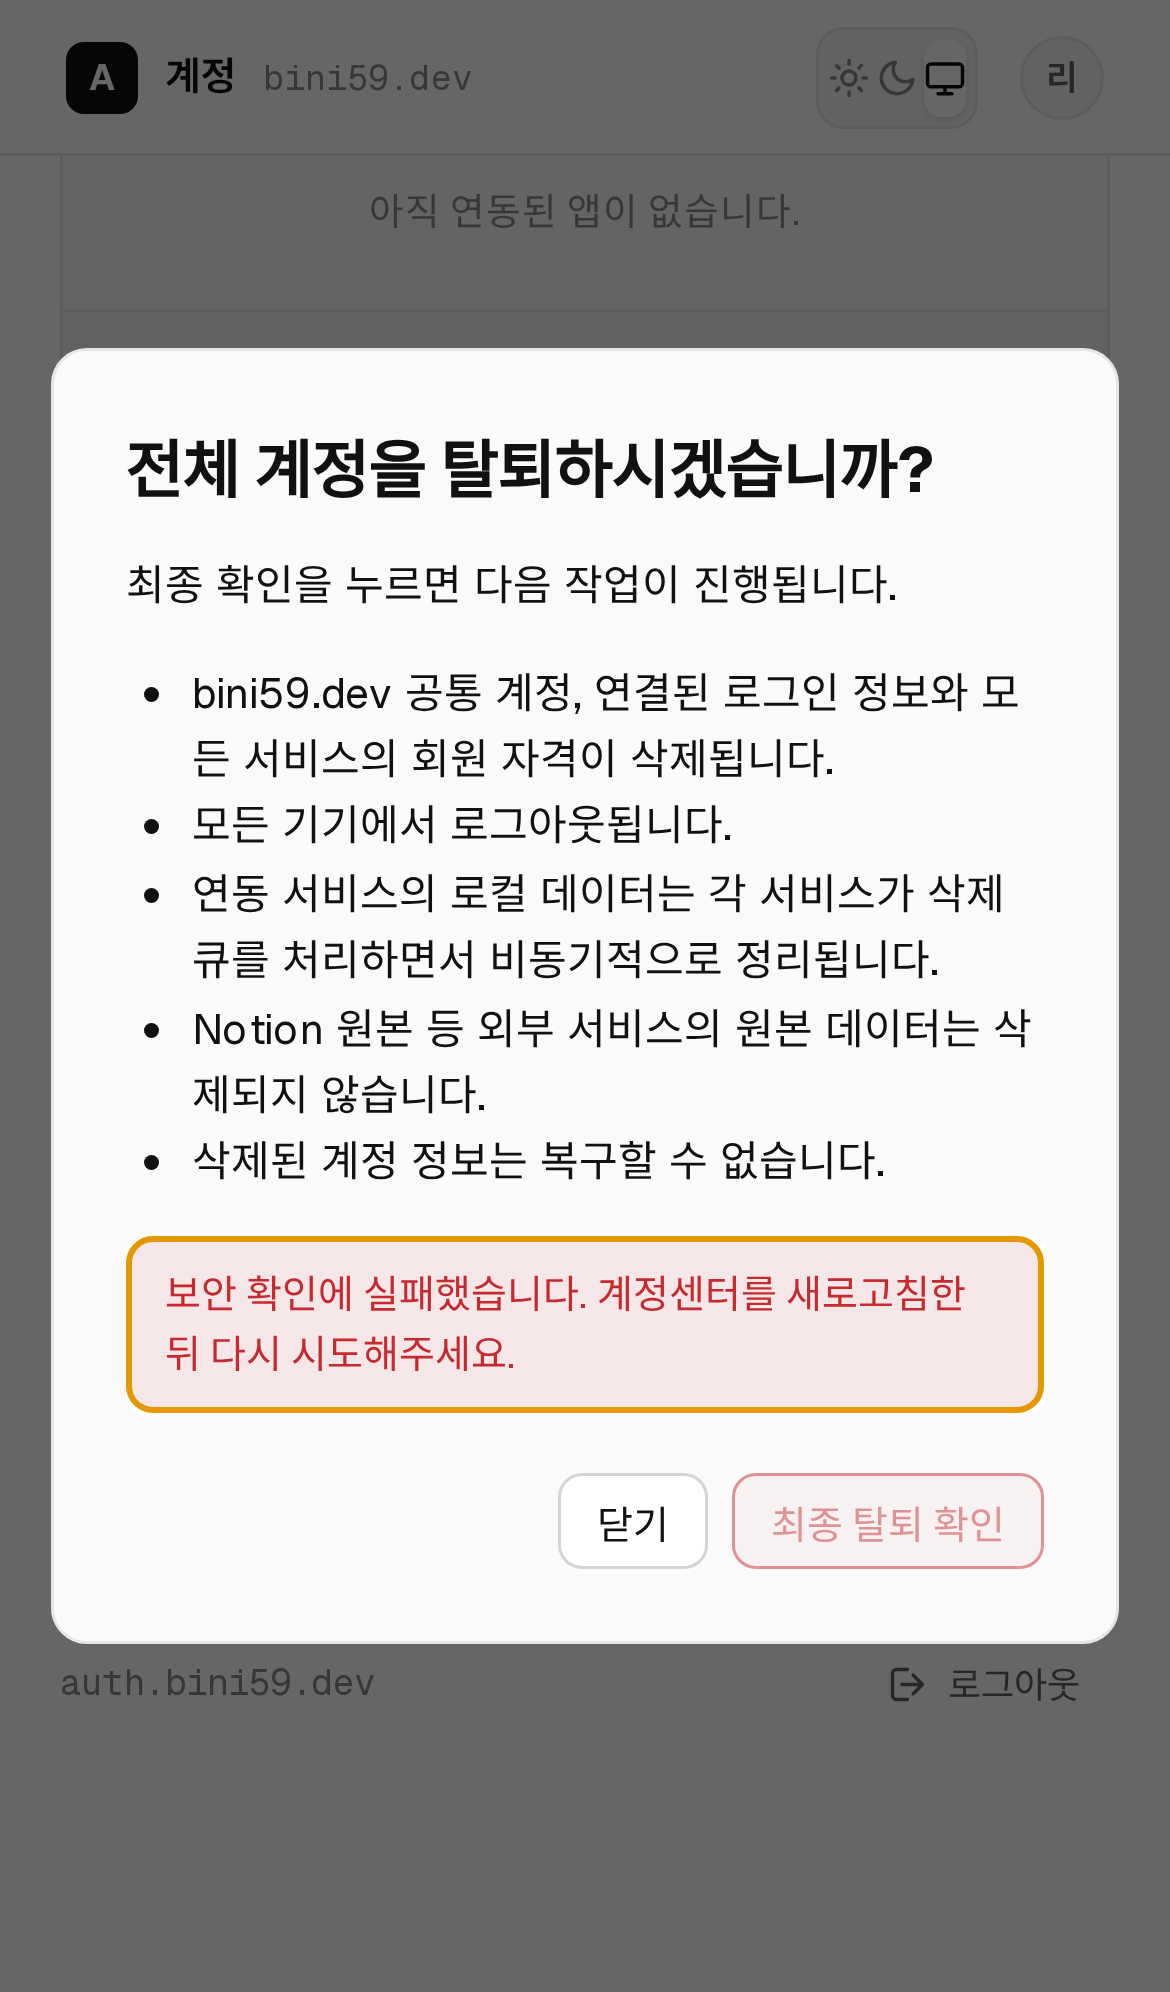 A 계정 bini59.dev 리
아직 연동된 앱이 없습니다.
전체 계정을 탈퇴하시겠습니까?
최종 확인을 누르면 다음 작업이 진행됩니다.
• bini59.dev 공통 계정, 연결된 로그인 정보와 모
든 서비스의 회원 자격이 삭제됩니다.
• 모든 기기에서 로그아웃됩니다.
• 연동 서비스의 로컬 데이터는 각 서비스가 삭제
큐를 처리하면서 비동기적으로 정리됩니다.
• Notion 원본 등 외부 서비스의 원본 데이터는 삭
제되지 않습니다.
• 삭제된 계정 정보는 복구할 수 없습니다.
보안 확인에 실패했습니다. 계정센터를 새로고침한
뒤 다시 시도해주세요.
닫기 최종 탈퇴 확인
auth.bini59.dev 로그아웃